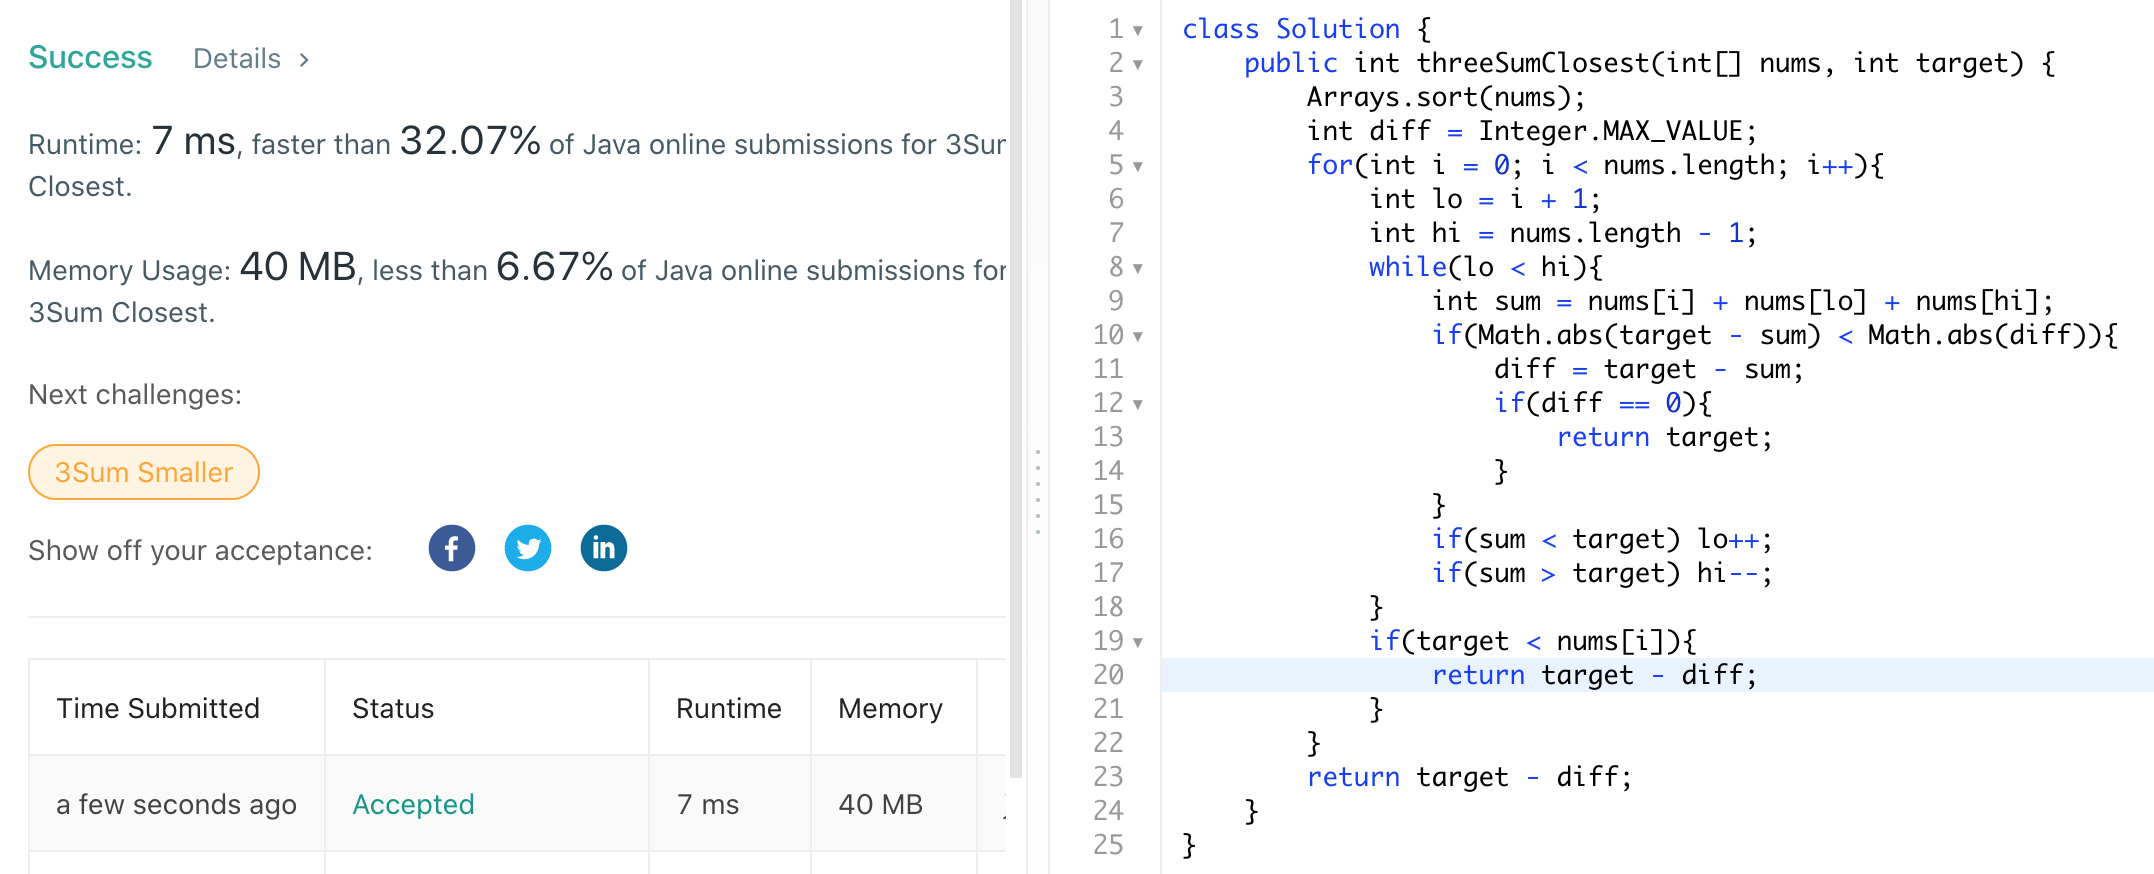 Success Details >
Runtime: 7 ms, faster than 32.07% of Java online submissions for 3Sum
Closest.
Memory Usage: 40 MB, less than 6.67% of Java online submissions for
3Sum Closest.
Next challenges:
3Sum Smaller
Show off your acceptance:
Time Submitted Status Runtime Memory
a few seconds ago Accepted 7 ms 40 MB
1 class Solution {
2     public int threeSumClosest(int[] nums, int target) {
3         Arrays.sort(nums);
4         int diff = Integer.MAX_VALUE;
5         for(int i = 0; i < nums.length; i++){
6             int lo = i + 1;
7             int hi = nums.length - 1;
8             while(lo < hi){
9                 int sum = nums[i] + nums[lo] + nums[hi];
10                 if(Math.abs(target - sum) < Math.abs(diff)){
11                     diff = target - sum;
12                     if(diff == 0){
13                         return target;
14                     }
15                 }
16                 if(sum < target) lo++;
17                 if(sum > target) hi--;
18             }
19             if(target < nums[i]){
20                 return target - diff;
21             }
22         }
23         return target - diff;
24     }
25 }